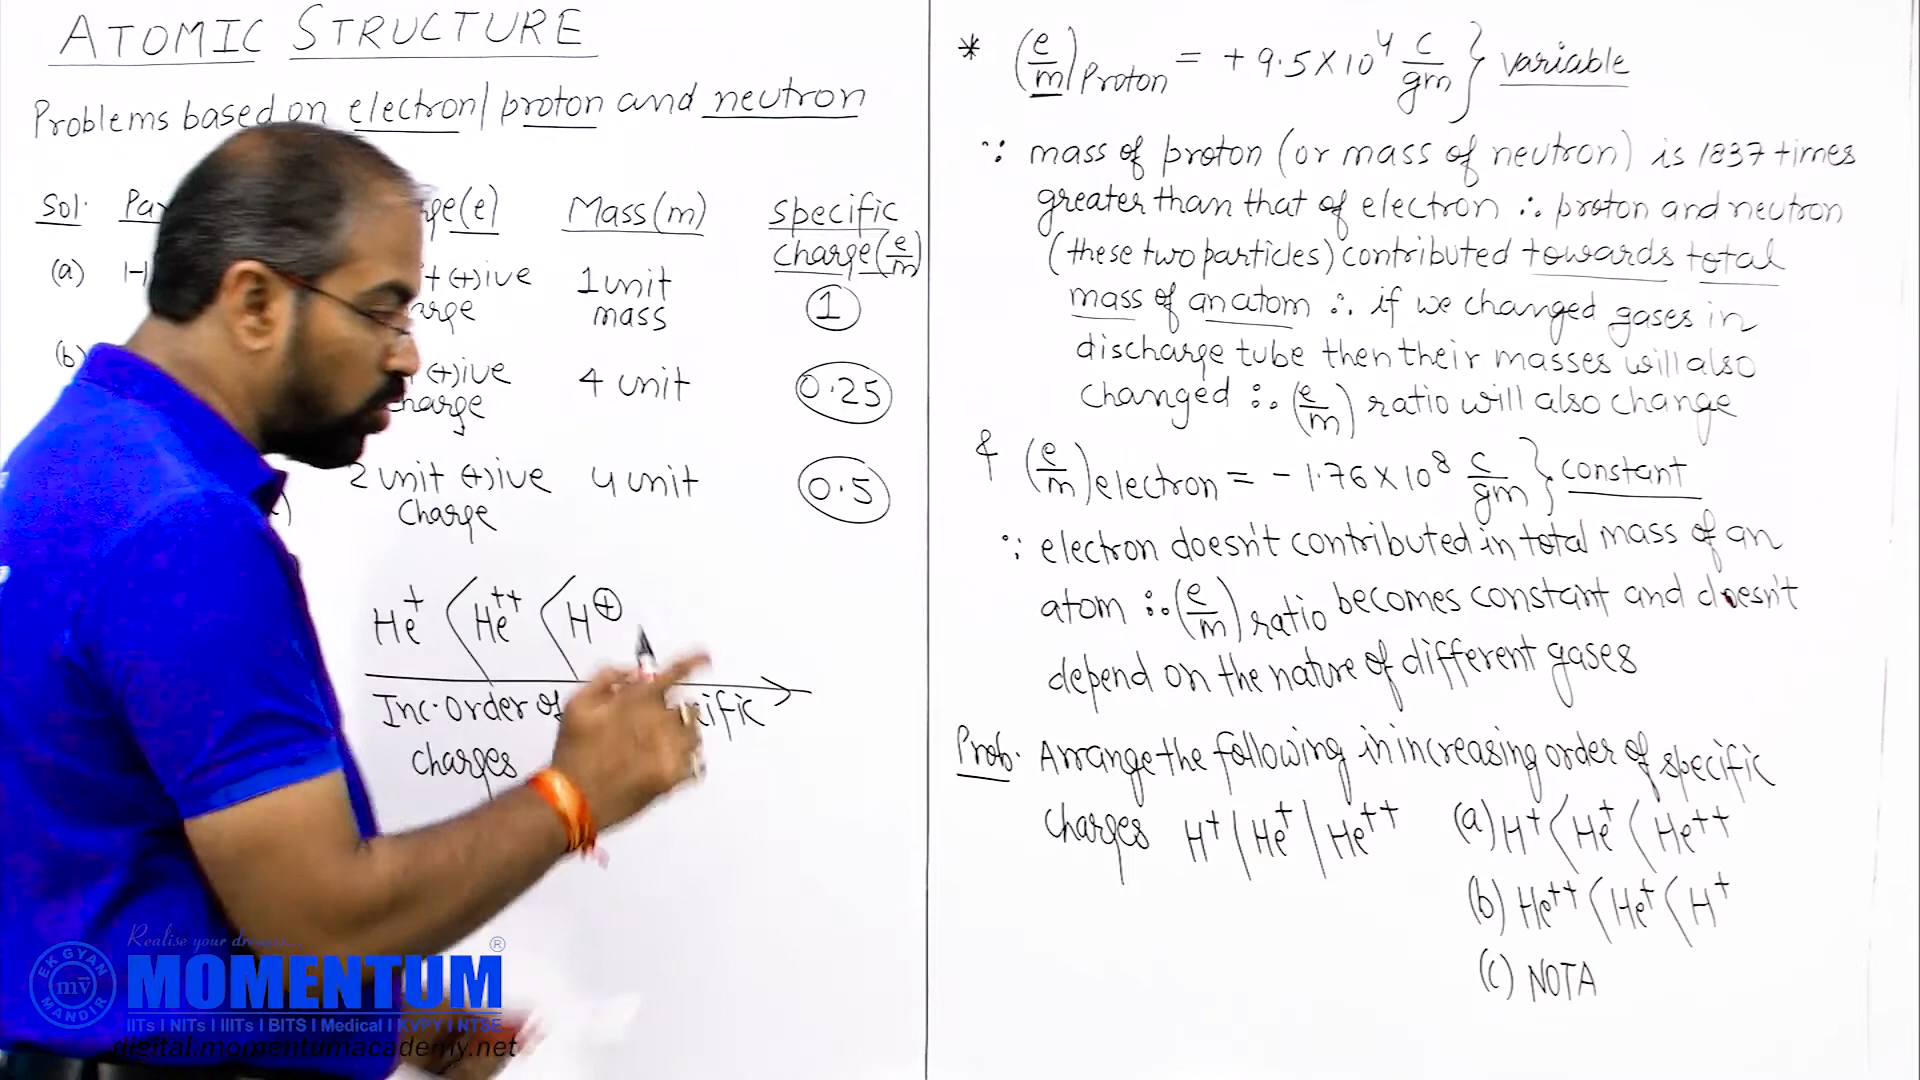 ATOMIC STRUCTURE
Problems based on electron/proton and neutron
Sol.
Mass(m)
specific charge(e/m)
(a)
(+)ive
1 unit mass
1
(b)
(+)ive charge
4 unit
0.25
2 unit (+)ive charge
4 unit
0.5
He+ < He++ < H⊕
Inc. order of
charges
* (e/m)Proton = +9.5×10^4 c/gm } variable
∵ mass of proton (or mass of neutron) is 1837 times
greater than that of electron ∴ proton and neutron
(these two particles) contributed towards total
mass of an atom ∴ if we changed gases in
discharge tube then their masses will also
changed ∴ (e/m) ratio will also change
& (e/m)electron = -1.76×10^8 c/gm } constant
∵ electron doesn't contributed in total mass of an
atom ∴ (e/m) ratio becomes constant and doesn't
depend on the nature of different gases
Prob. Arrange the following in increasing order of specific
charges H+ / He+ / He++ (a) H+ < He+ < He++
(b) He++ < He+ < H+
(c) NOTA
Realise your dreams...
EK GYAN MANDIR
mv
MOMENTUM®
IITs I NITs I IIITs I BITS I Medical I KVPY I NTSE
digital.momentumacademy.net